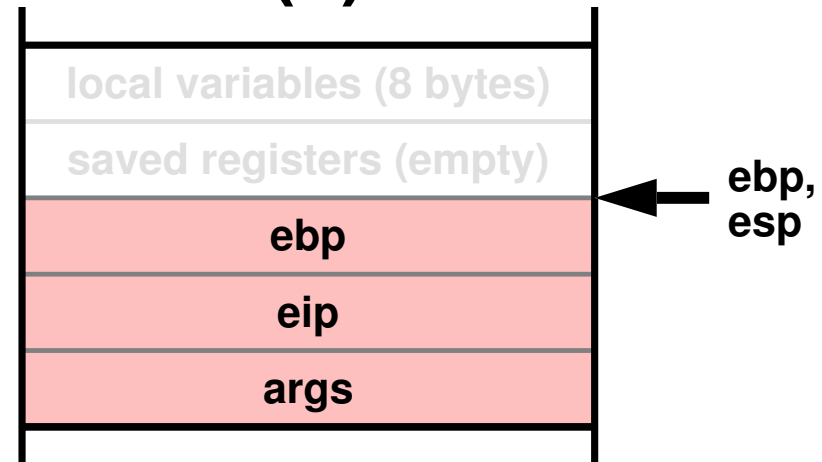 local variables (8 bytes)
saved registers (empty)
ebp,
esp
ebp
eip
args